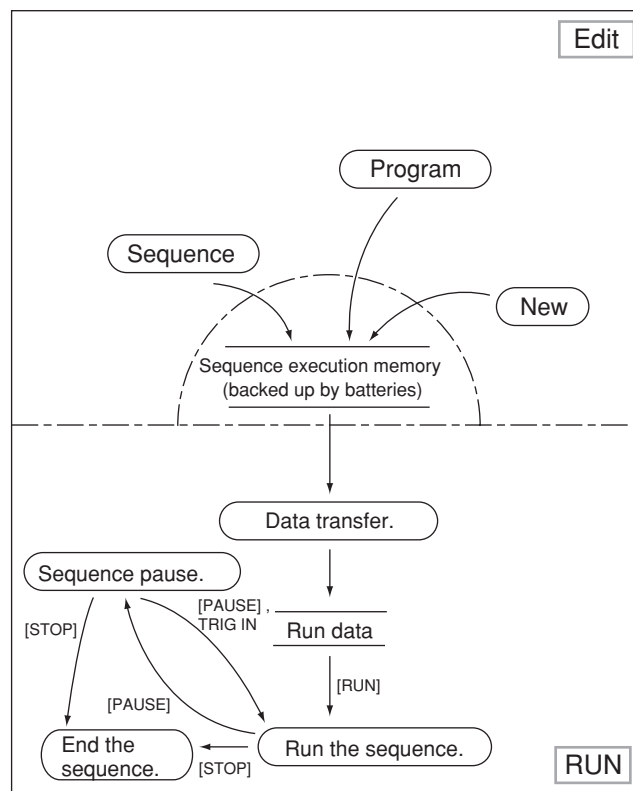 Edit
Program
Sequence
New
Sequence execution memory
(backed up by batteries)
Data transfer.
Sequence pause.
[PAUSE] ,
TRIG IN
Run data
[STOP]
[RUN]
[PAUSE]
End the
sequence.
[STOP]
Run the sequence.
RUN